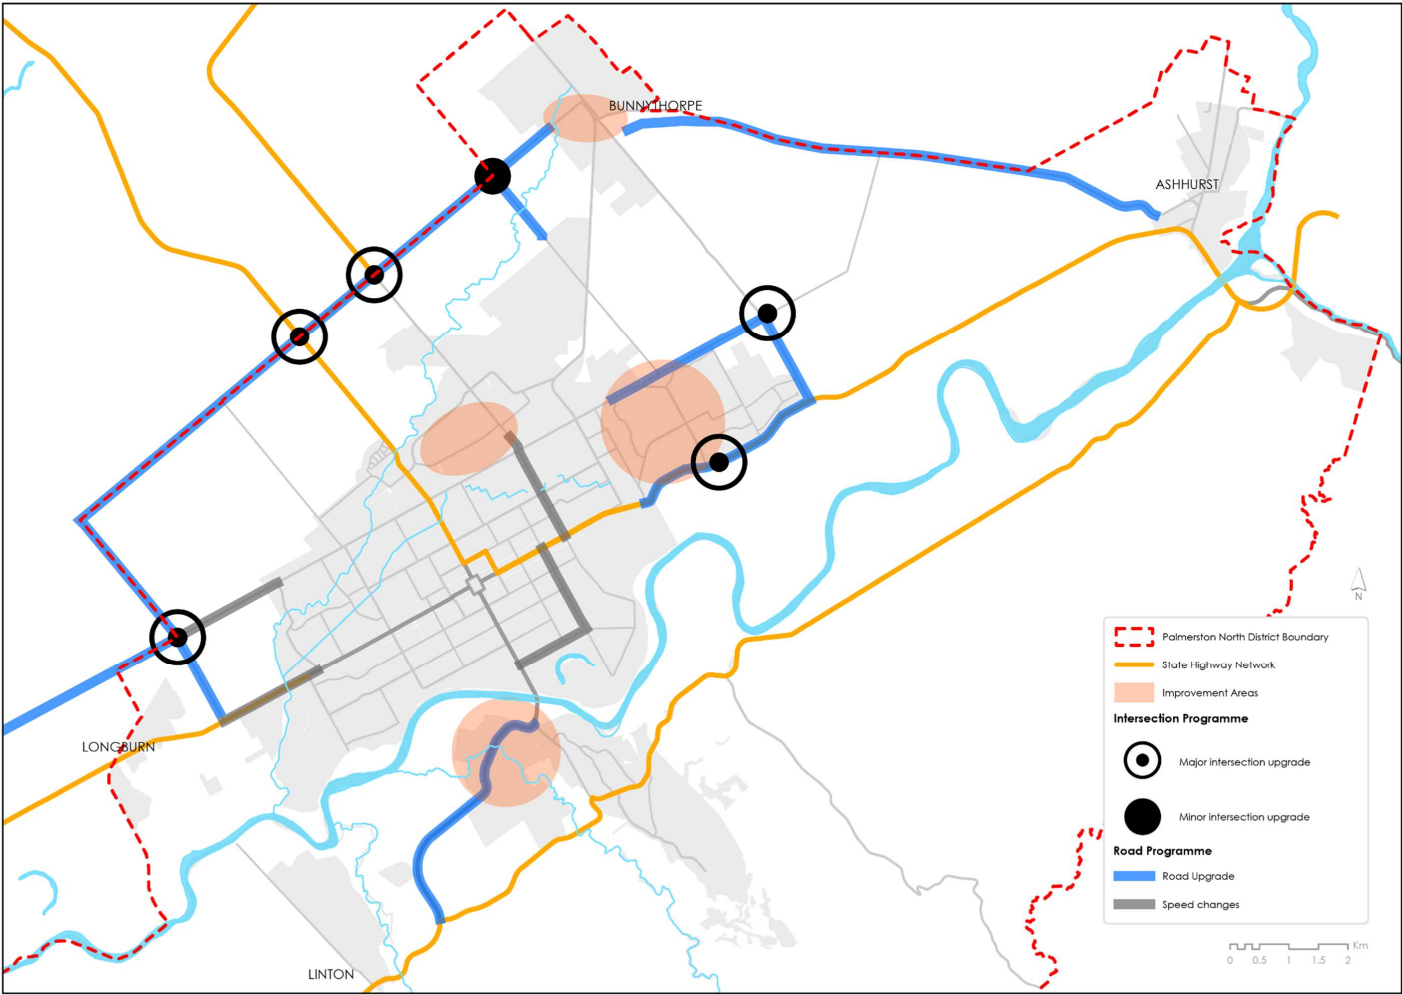 BUNNYTHORPE
ASHHURST
LONGBURN
LINTON
N
Palmerston North District Boundary
State Highway Network
Improvement Areas
Intersection Programme
Major intersection upgrade
Minor intersection upgrade
Road Programme
Road Upgrade
Speed changes
Km
0 0.5 1 1.5 2